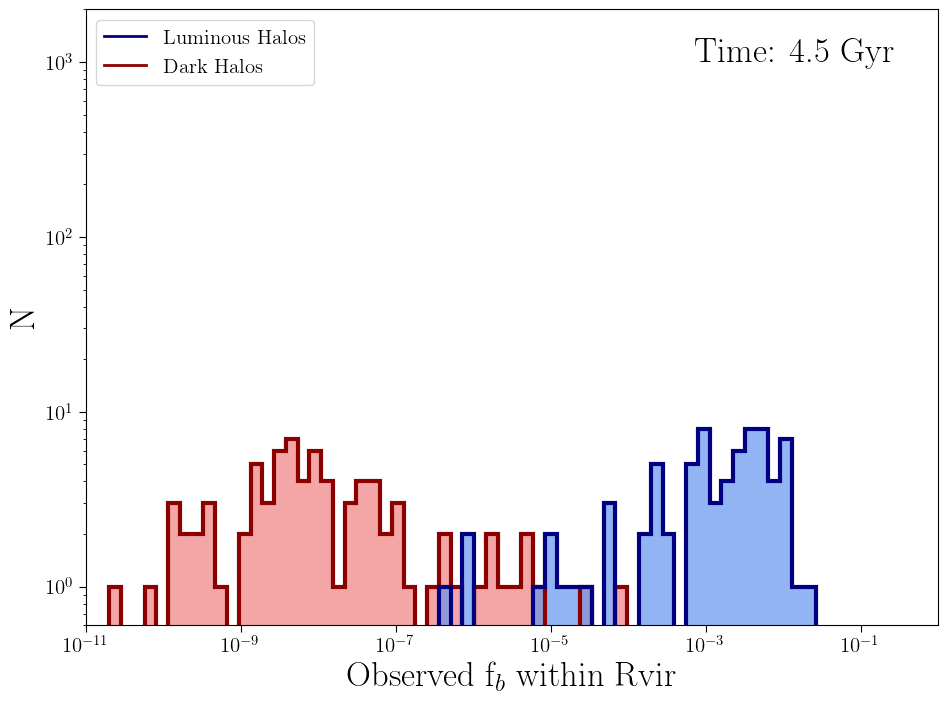 Luminous Halos
Dark Halos
Time: 4.5 Gyr
10³
10²
10¹
10⁰
N
10⁻¹¹ 10⁻⁹ 10⁻⁷ 10⁻⁵ 10⁻³ 10⁻¹
Observed f_b within Rvir